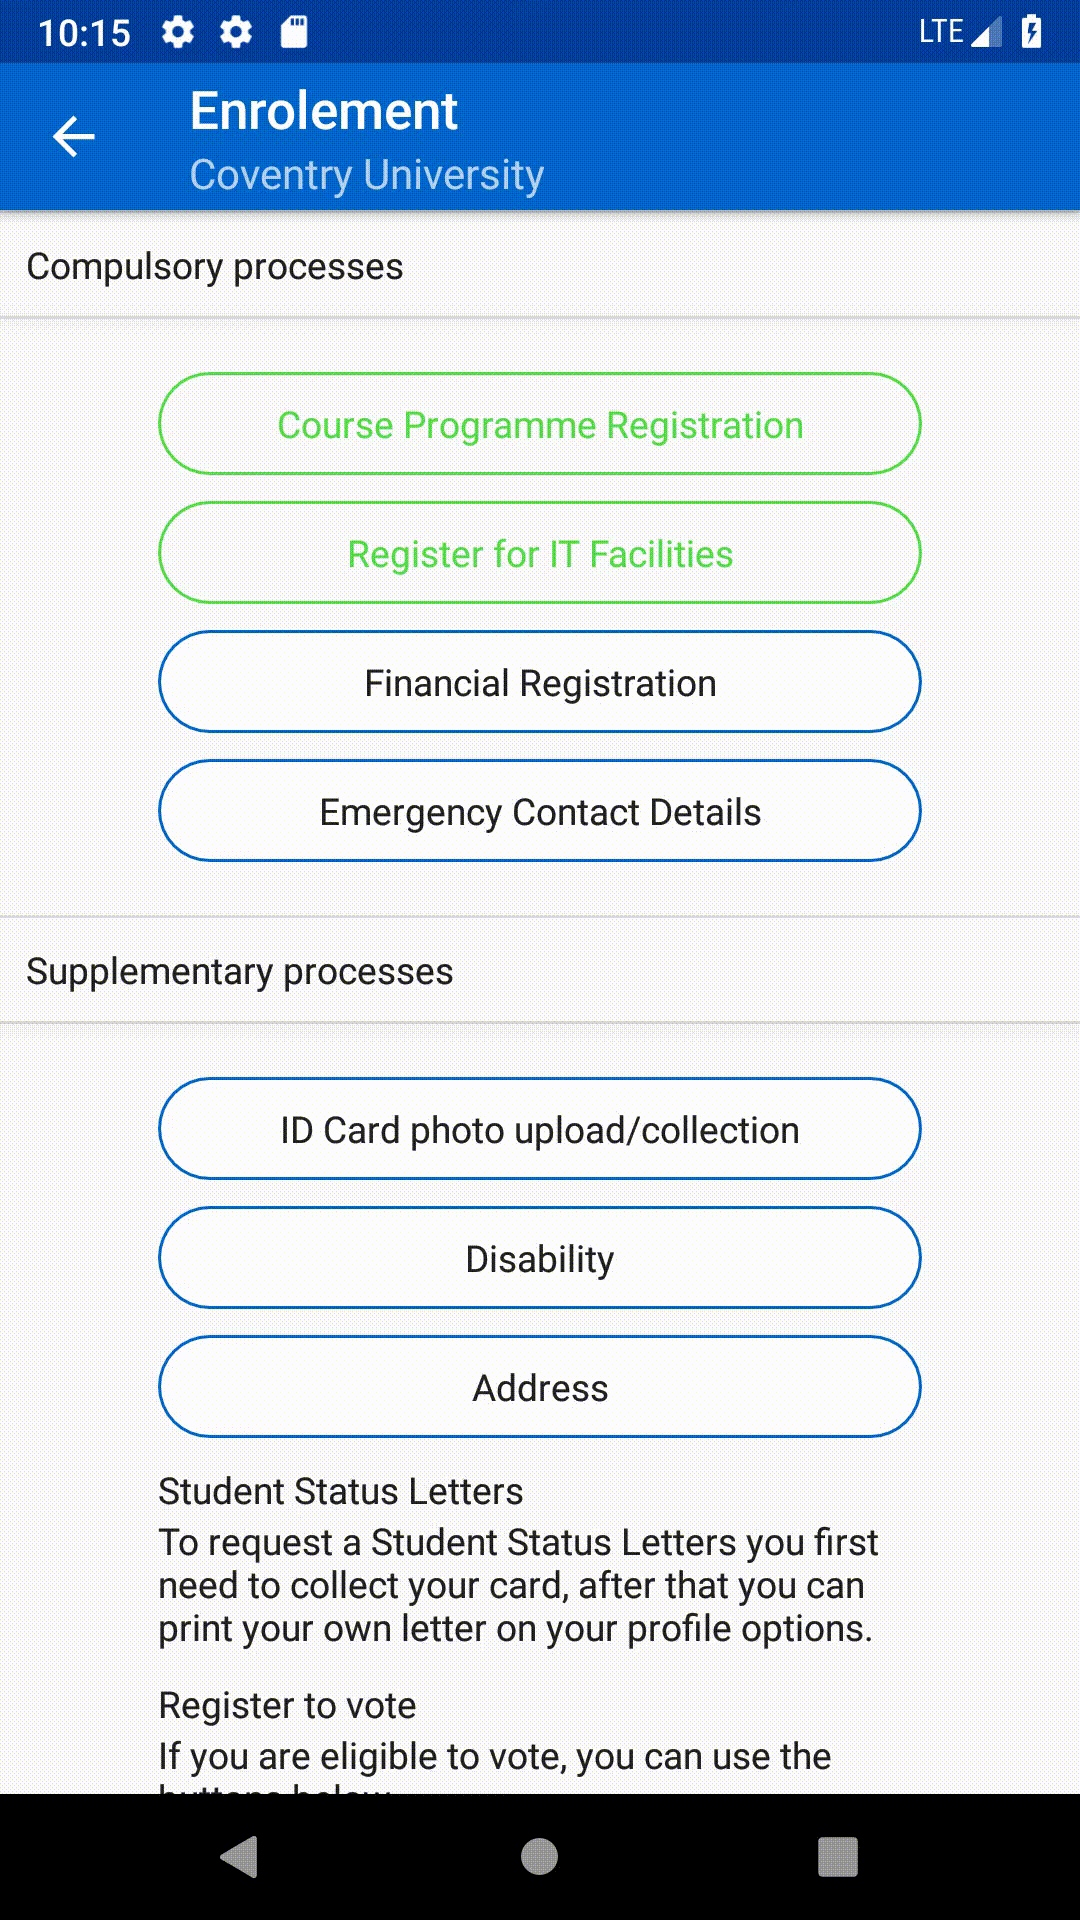 10:15
LTE
Enrolement
Coventry University
Compulsory processes
Course Programme Registration
Register for IT Facilities
Financial Registration
Emergency Contact Details
Supplementary processes
ID Card photo upload/collection
Disability
Address
Student Status Letters
To request a Student Status Letters you first
need to collect your card, after that you can
print your own letter on your profile options.
Register to vote
If you are eligible to vote, you can use the
buttons below